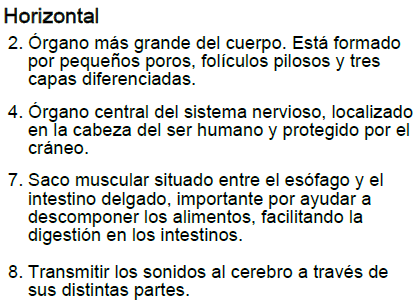 Horizontal
2. Órgano más grande del cuerpo. Está formado
por pequeños poros, folículos pilosos y tres
capas diferenciadas.
4. Órgano central del sistema nervioso, localizado
en la cabeza del ser humano y protegido por el
cráneo.
7. Saco muscular situado entre el esófago y el
intestino delgado, importante por ayudar a
descomponer los alimentos, facilitando la
digestión en los intestinos.
8. Transmitir los sonidos al cerebro a través de
sus distintas partes.